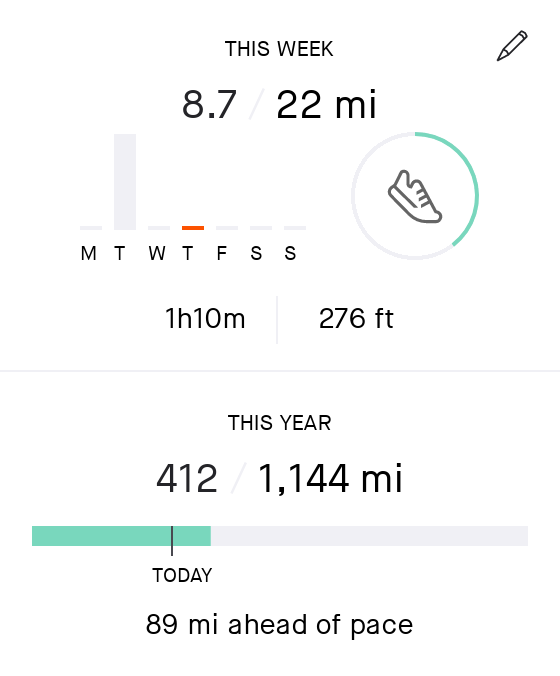 THIS WEEK
8.7 / 22 mi
M T W T F S S
1h10m 276 ft
THIS YEAR
412 / 1,144 mi
TODAY
89 mi ahead of pace